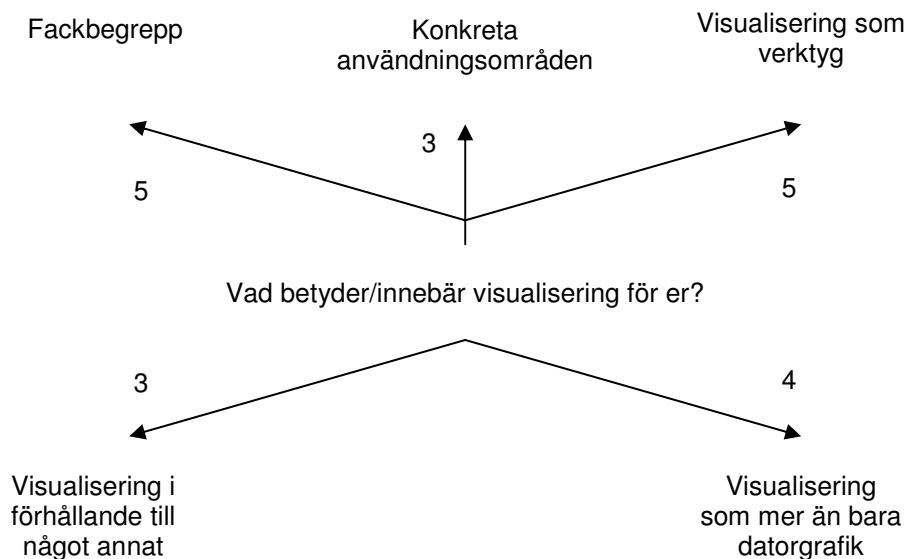 Fackbegrepp
Konkreta
användningsområden
Visualisering som
verktyg
3
5
5
Vad betyder/innebär visualisering för er?
3
4
Visualisering i
förhållande till
något annat
Visualisering
som mer än bara
datorgrafik